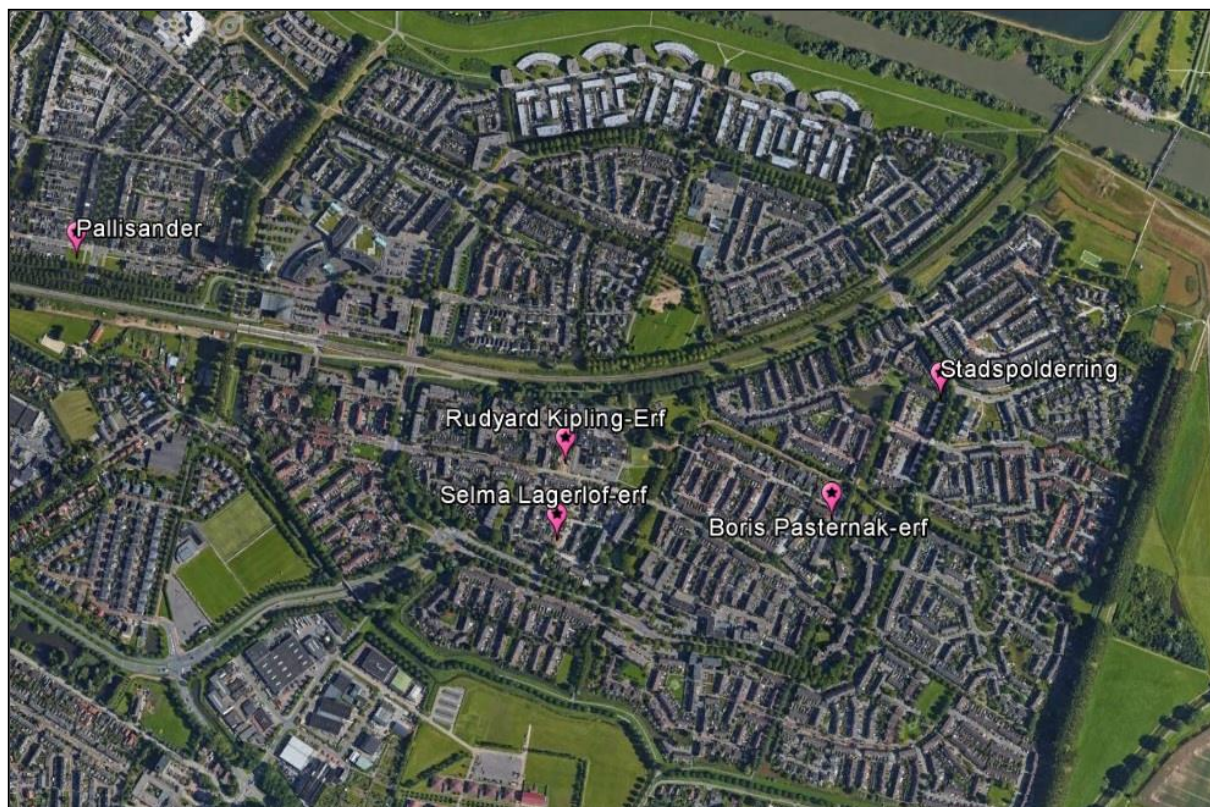 Pallisander
Stadspolderring
Rudyard Kipling-Erf
Selma Lagerlof-erf
Boris Pasternak-erf